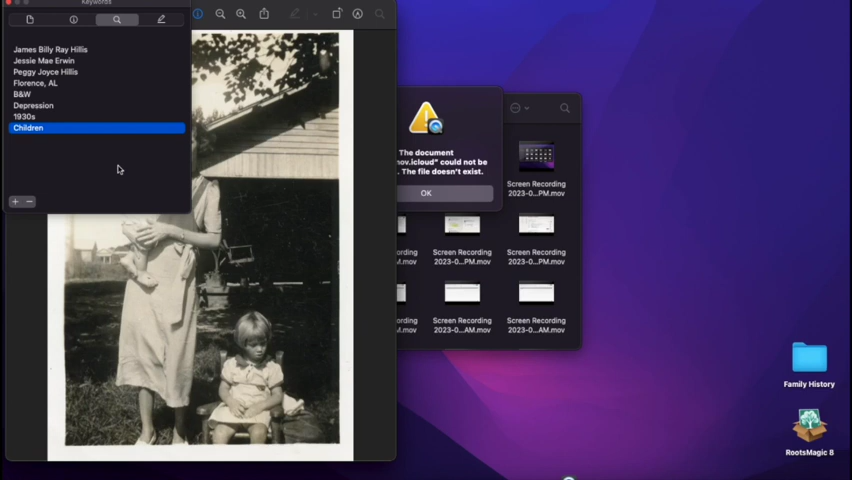 Keywords
James Billy Ray Hillis
Jessie Mae Erwin
Peggy Joyce Hillis
Florence, AL
B&W
Depression
1930s
Children
The document
mov.icloud" could not be
. The file doesn't exist.
OK
Screen Recording
2023-0...PM.mov
Screen Recording
2023-0...PM.mov
Screen Recording
2023-0...PM.mov
..M.mov
Screen Recording
2023-0...AM.mov
Screen Recording
2023-0...AM.mov
..M.mov
Family History
RootsMagic 8